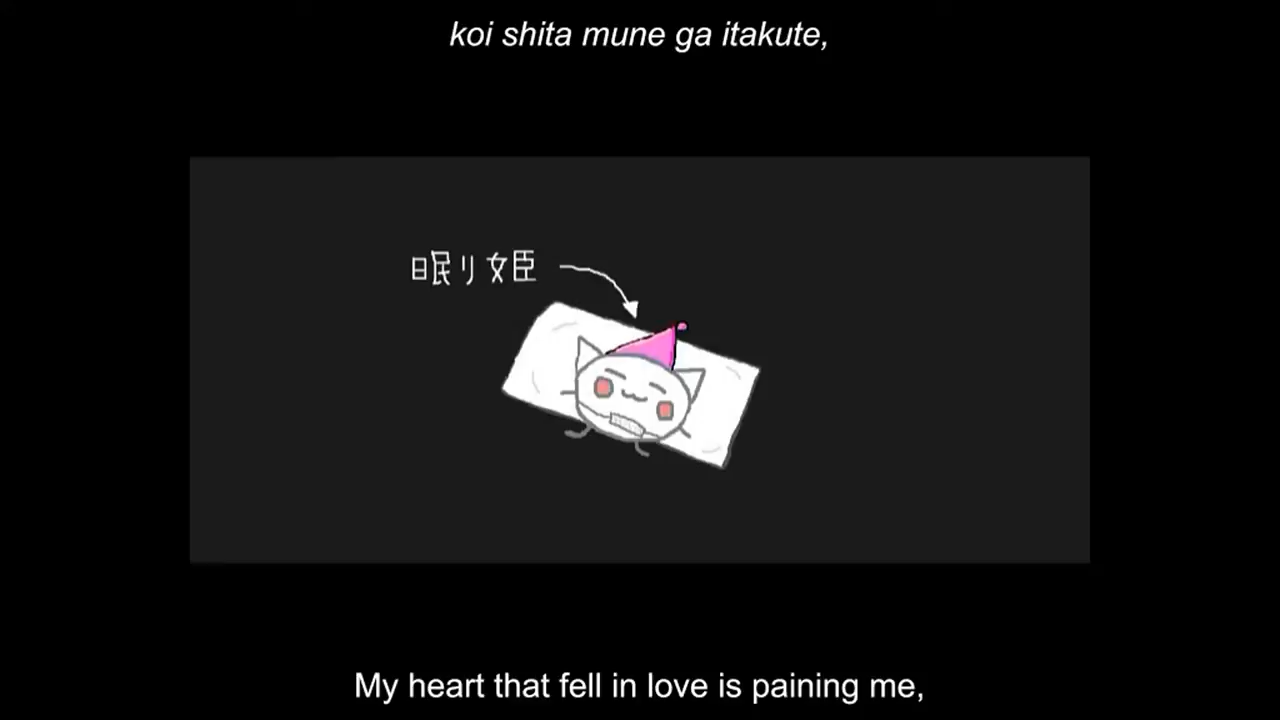 koi shita mune ga itakute,
眠り姫
My heart that fell in love is paining me,